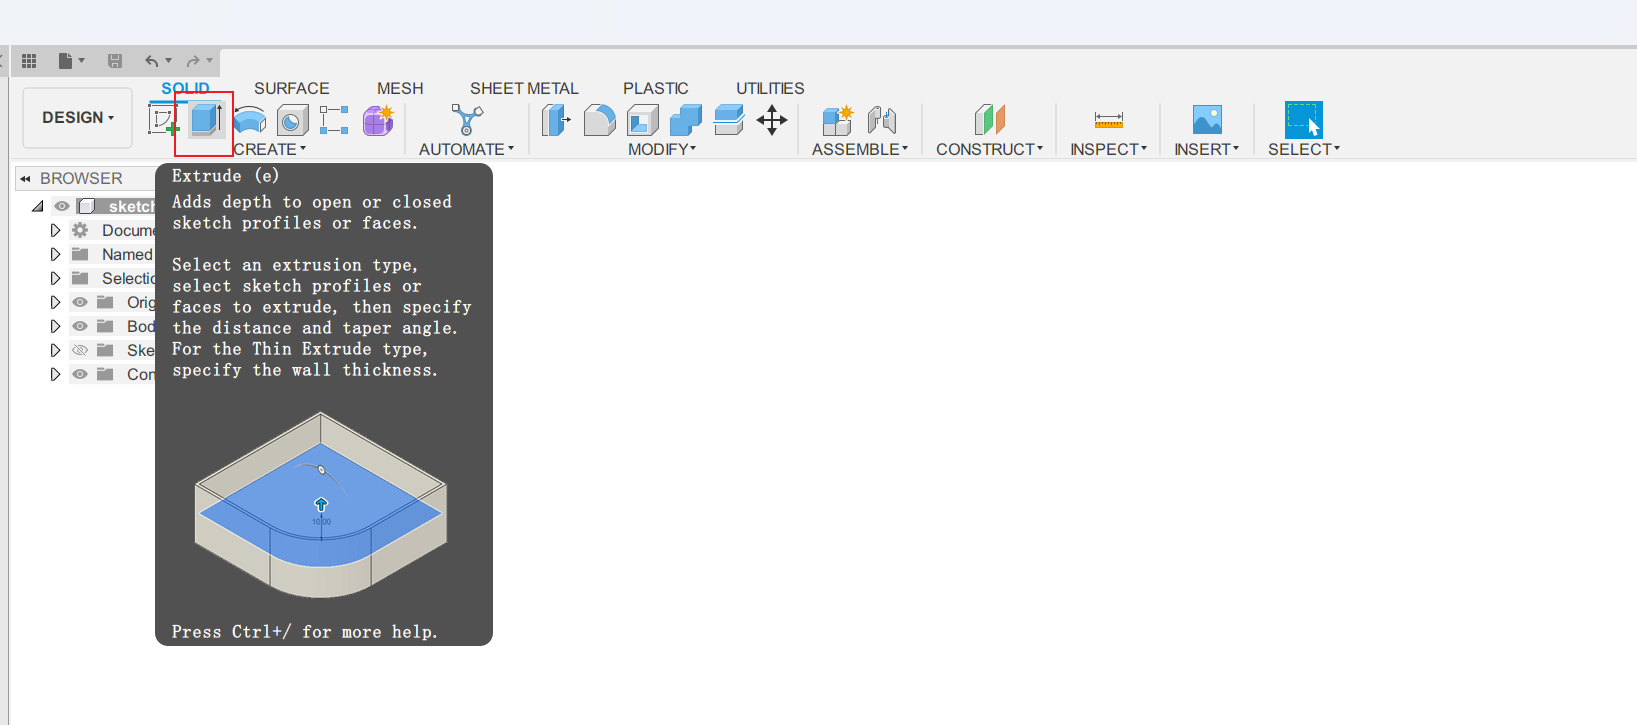 SOLID SURFACE MESH SHEET METAL PLASTIC UTILITIES
DESIGN
CREATE AUTOMATE MODIFY ASSEMBLE CONSTRUCT INSPECT INSERT SELECT
BROWSER
sketch
Docume
Named
Selectio
Orig
Bod
Ske
Con
Extrude (e)
Adds depth to open or closed
sketch profiles or faces.
Select an extrusion type,
select sketch profiles or
faces to extrude, then specify
the distance and taper angle.
For the Thin Extrude type,
specify the wall thickness.
10.00
Press Ctrl+/ for more help.